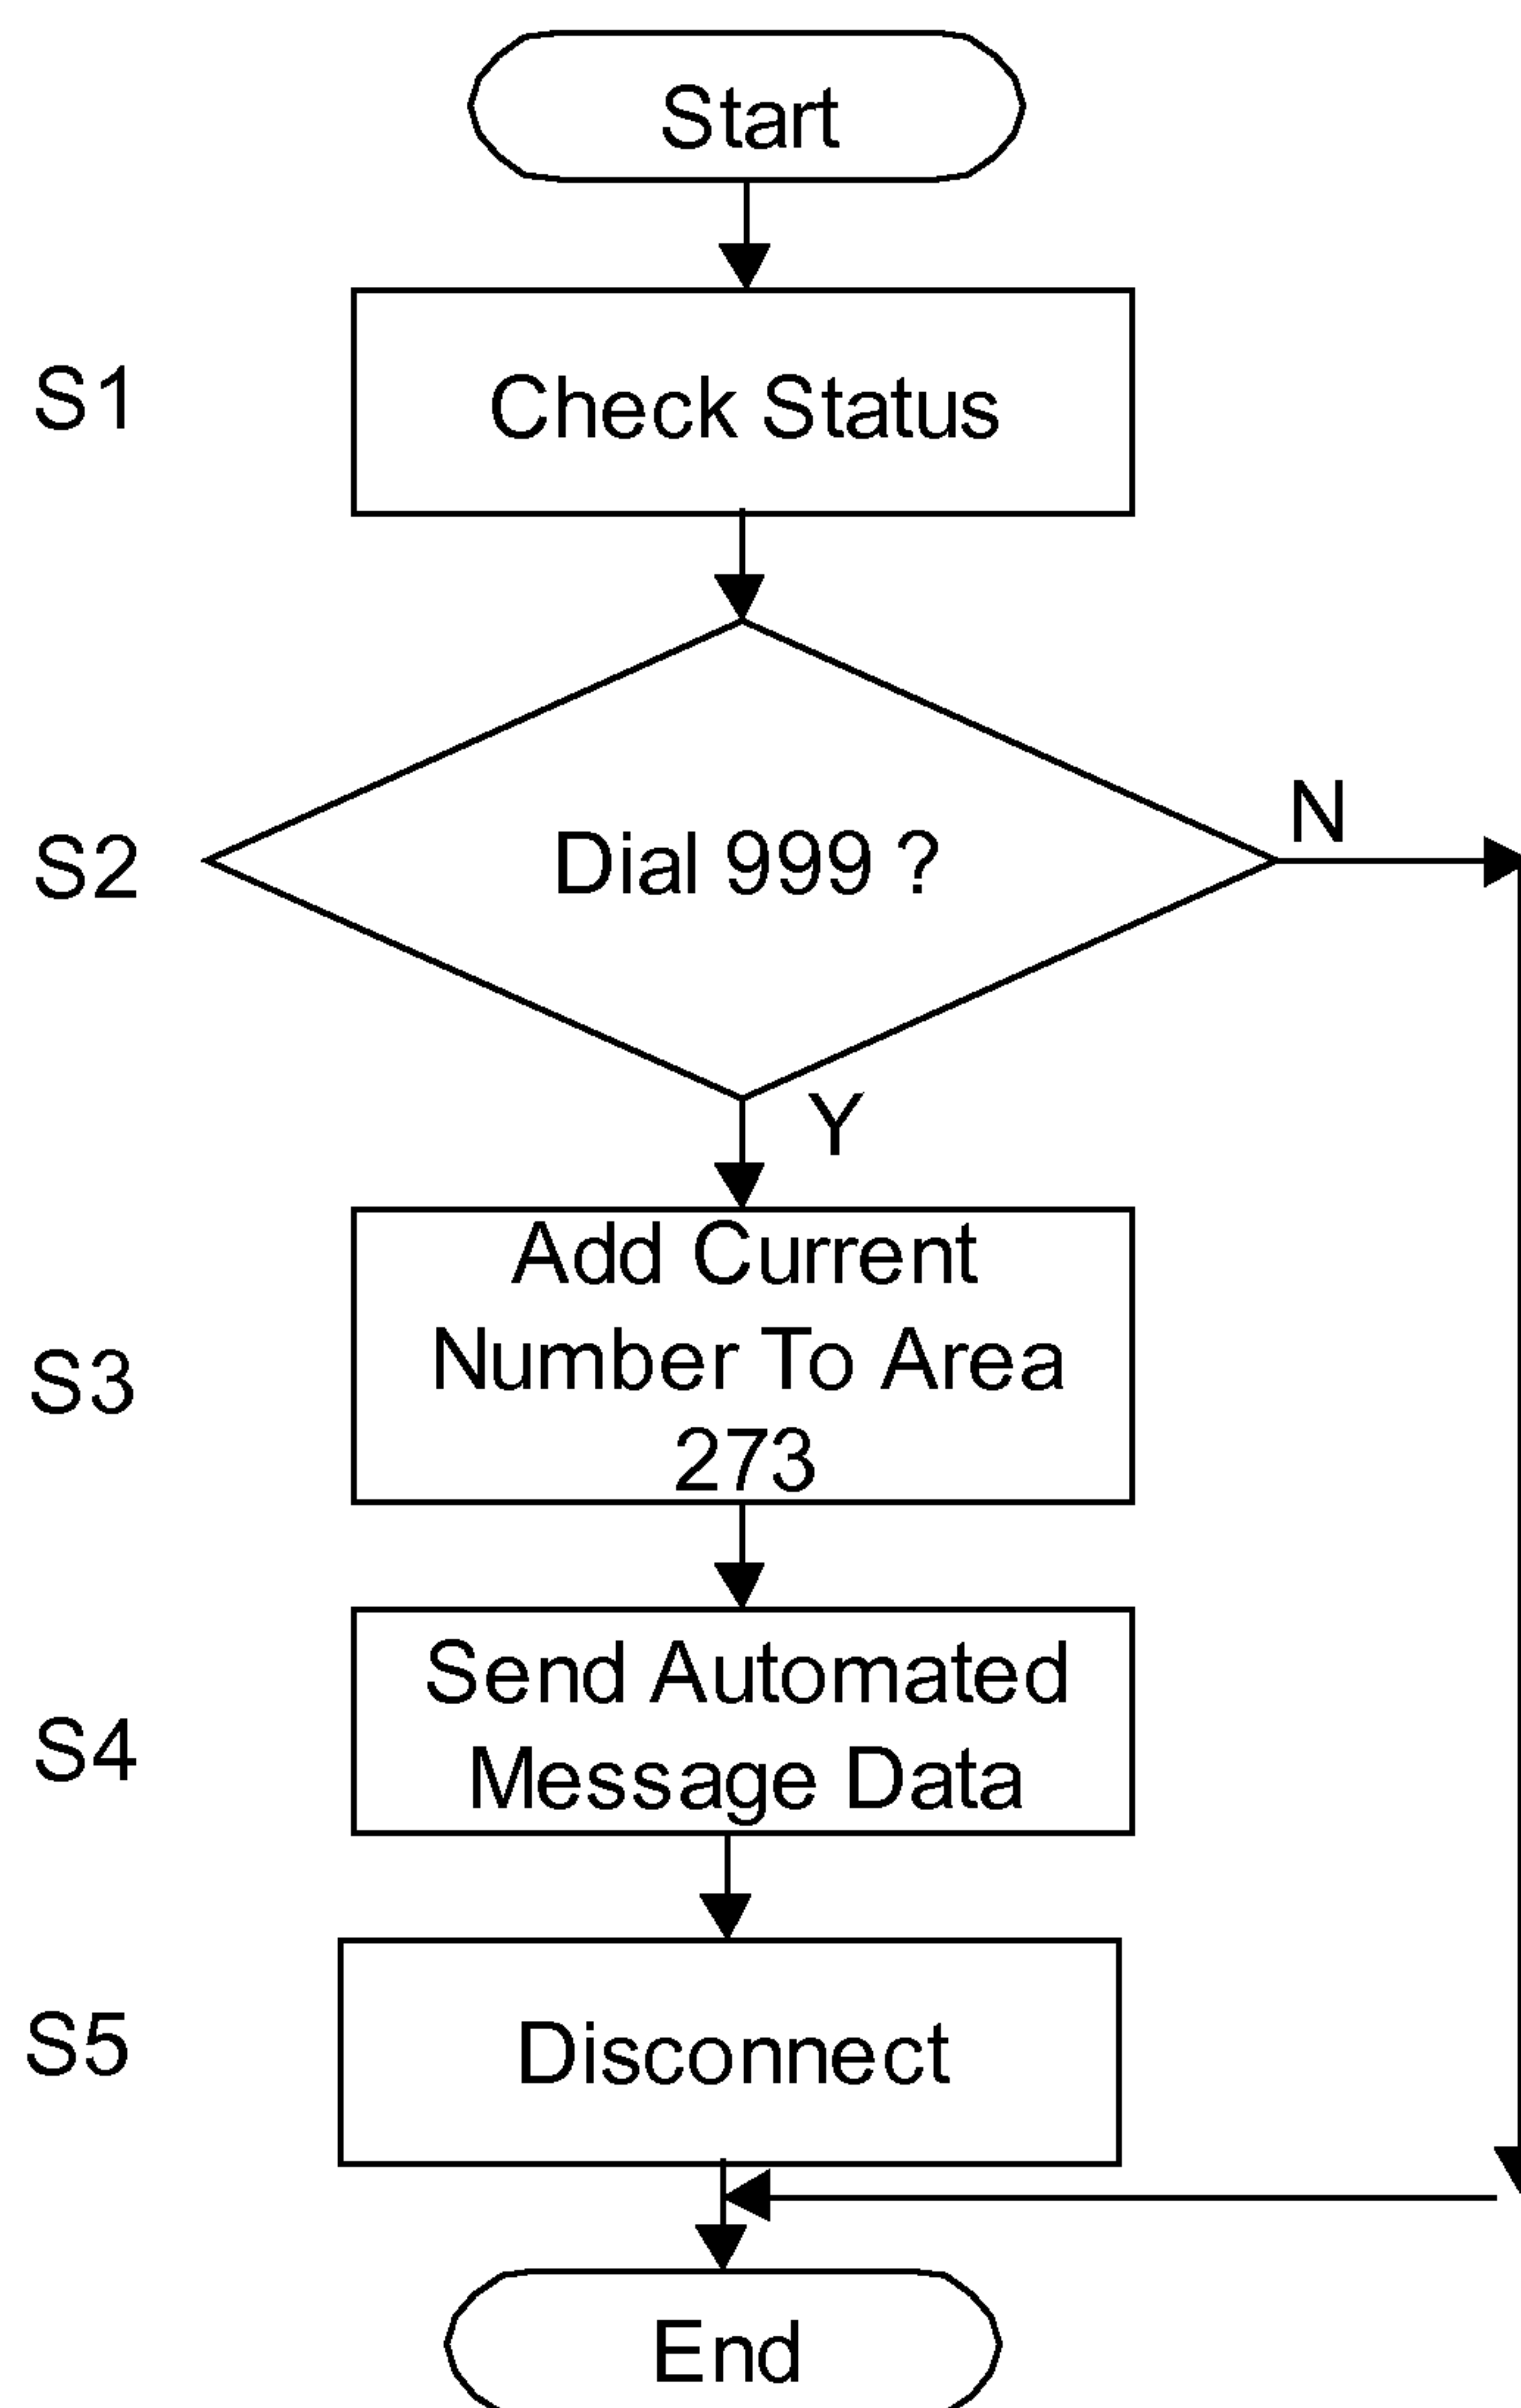 Start
S1
Check Status
S2
Dial 999 ?
N
Y
S3
Add Current
Number To Area
273
S4
Send Automated
Message Data
S5
Disconnect
End